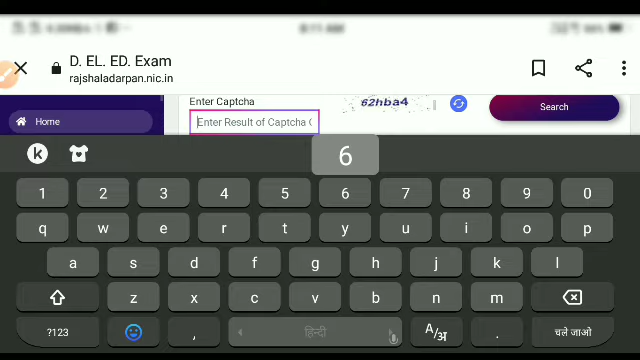 D. EL. ED. Exam
rajshaladarpan.nic.in
Enter Captcha
62hba4
Search
Home
Enter Result of Captcha C
6
1 2 3 4 5 6 7 8 9 0
q w e r t y u i o p
a s d f g h j k l
z x c v b n m
?123 , हिन्दी A/अ . चले जाओ